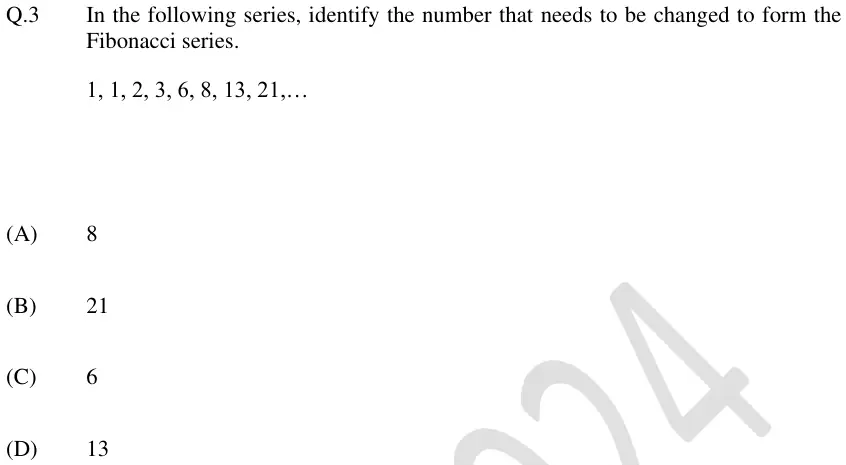 Q.3 In the following series, identify the number that needs to be changed to form the
Fibonacci series.
1, 1, 2, 3, 6, 8, 13, 21,…
(A) 8
(B) 21
(C) 6
(D) 13